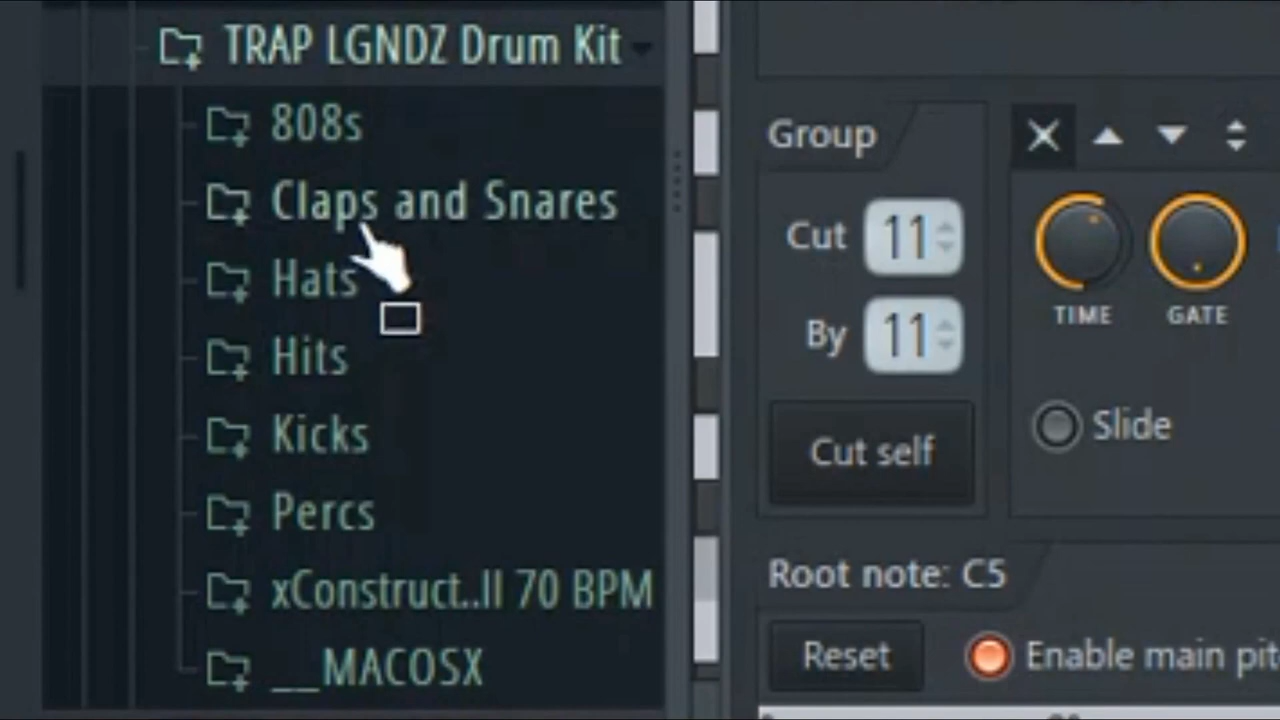 TRAP LGNDZ Drum Kit
808s
Claps and Snares
Hats
Hits
Kicks
Percs
xConstruct..ll 70 BPM
__MACOSX
Group
Cut 11
By 11
Cut self
TIME GATE
Slide
Root note: C5
Reset
Enable main pit